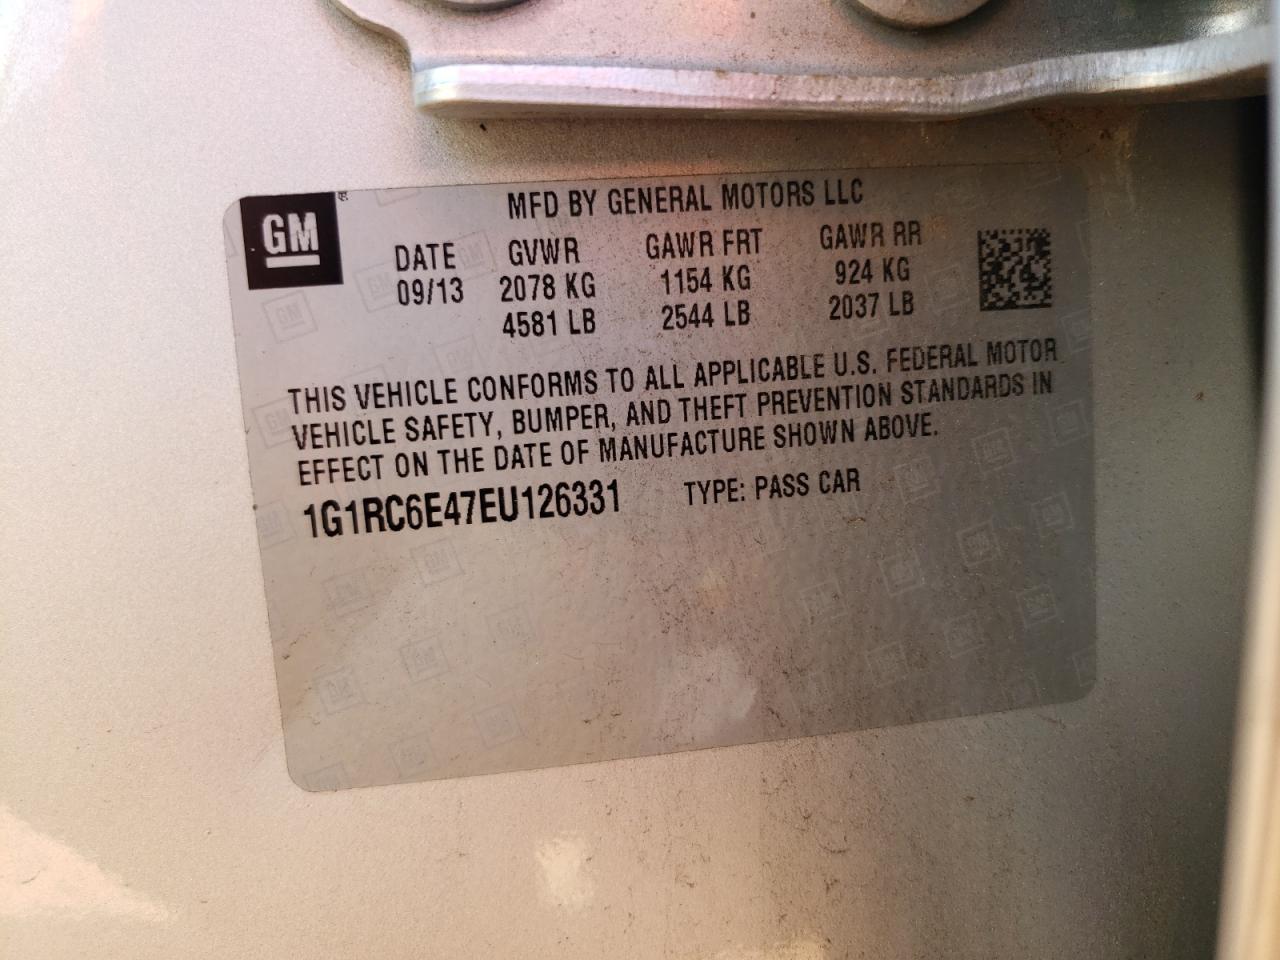 GM
MFD BY GENERAL MOTORS LLC
DATE GVWR GAWR FRT GAWR RR
09/13 2078 KG 1154 KG 924 KG
4581 LB 2544 LB 2037 LB
THIS VEHICLE CONFORMS TO ALL APPLICABLE U.S. FEDERAL MOTOR
VEHICLE SAFETY, BUMPER, AND THEFT PREVENTION STANDARDS IN
EFFECT ON THE DATE OF MANUFACTURE SHOWN ABOVE.
1G1RC6E47EU126331 TYPE: PASS CAR